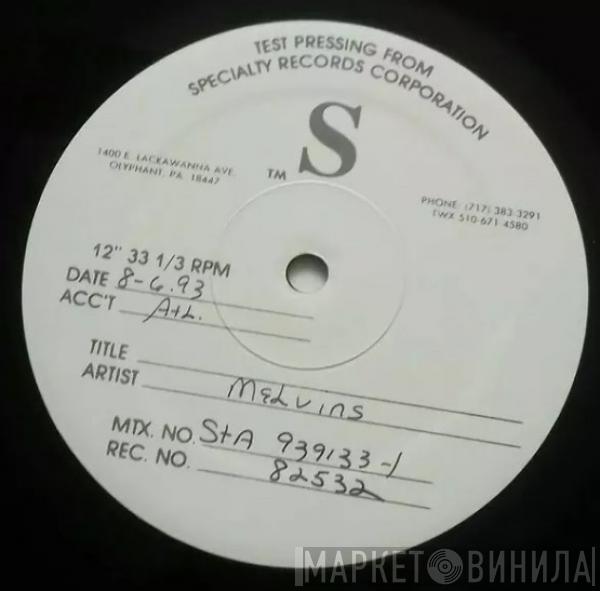 TEST PRESSING FROM
SPECIALTY RECORDS CORPORATION
S
TM
1400 E. LACKAWANNA AVE.
OLYPHANT, PA. 18447
PHONE: (717) 383-3291
TWX 510-671-4580
12" 33 1/3 RPM
DATE 8-6.93
ACC'T Atl.
TITLE
ARTIST Melvins
MTX. NO. StA 939133-1
REC. NO. 82532
МАРКЕТ ВИНИЛА